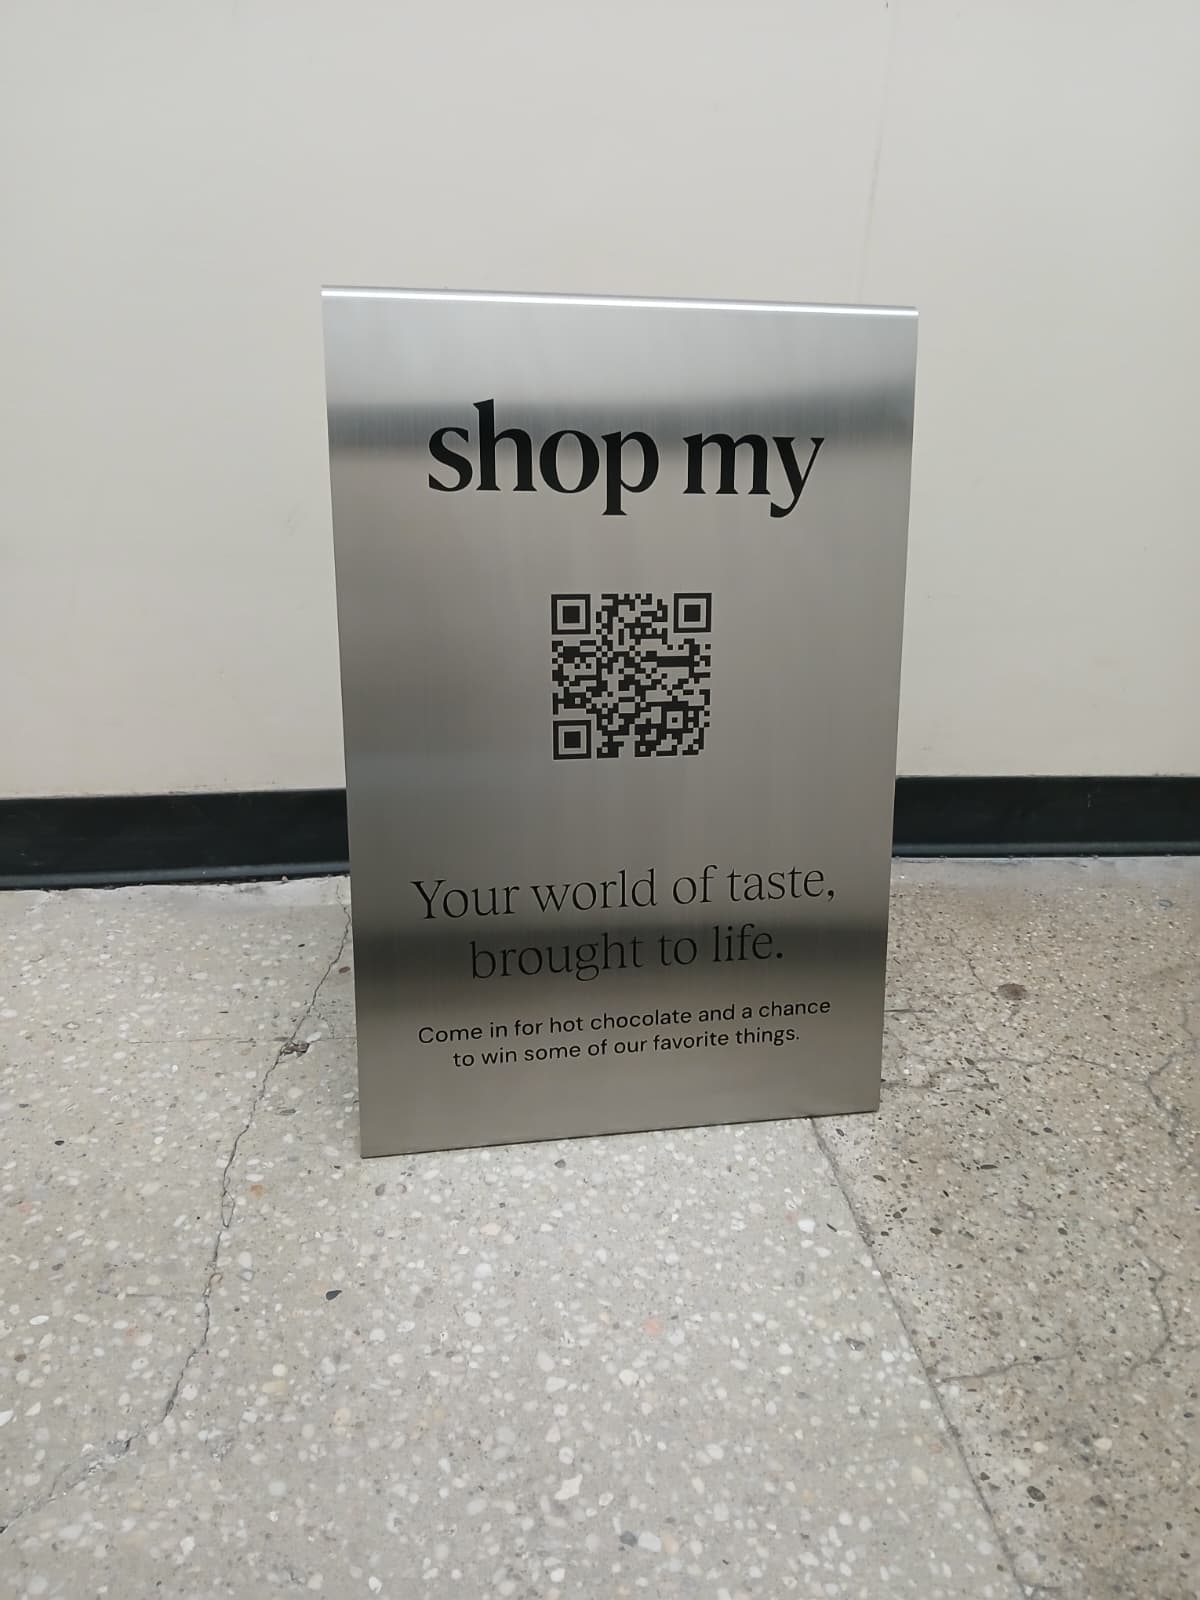 shop my
Your world of taste,
brought to life.
Come in for hot chocolate and a chance
to win some of our favorite things.